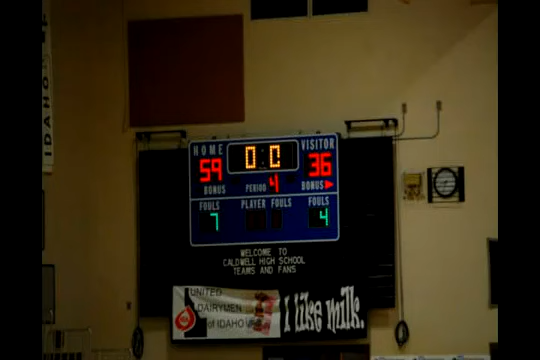 IDAHO
HOME
VISITOR
0:0
59
36
BONUS
PERIOD 4
BONUS
FOULS
PLAYER FOULS
FOULS
7
4
WELCOME TO
CALDWELL HIGH SCHOOL
TEAMS AND FANS
UNITED
DAIRYMEN
of IDAHO
I like milk.